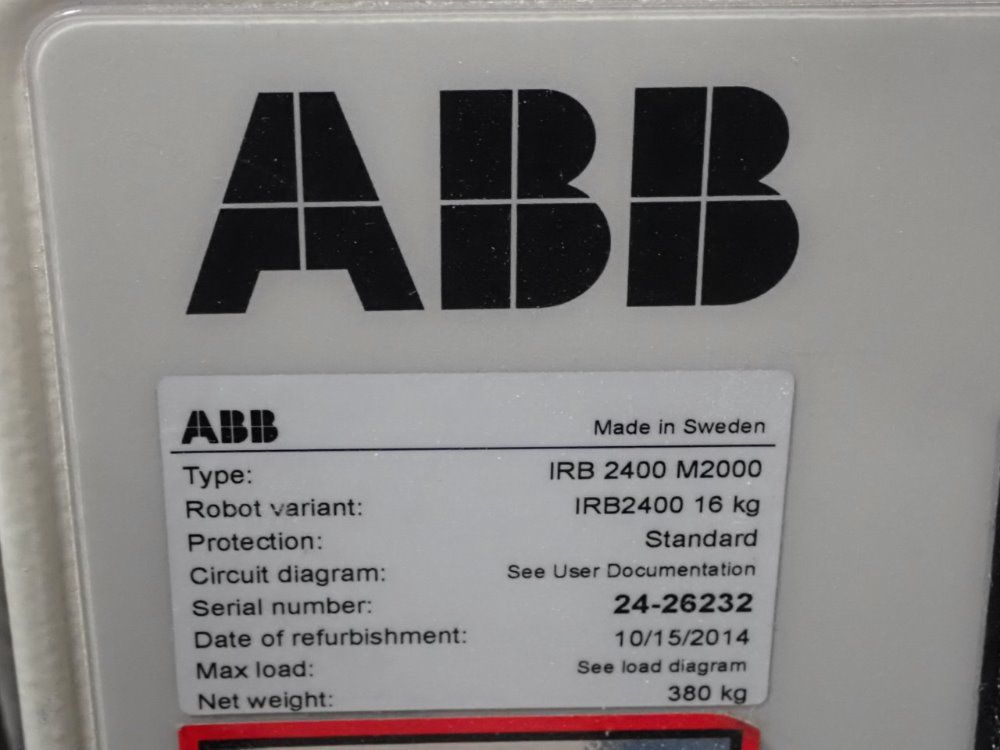 ABB
ABB Made in Sweden
Type: IRB 2400 M2000
Robot variant: IRB2400 16 kg
Protection: Standard
Circuit diagram: See User Documentation
Serial number: 24-26232
Date of refurbishment: 10/15/2014
Max load: See load diagram
Net weight: 380 kg